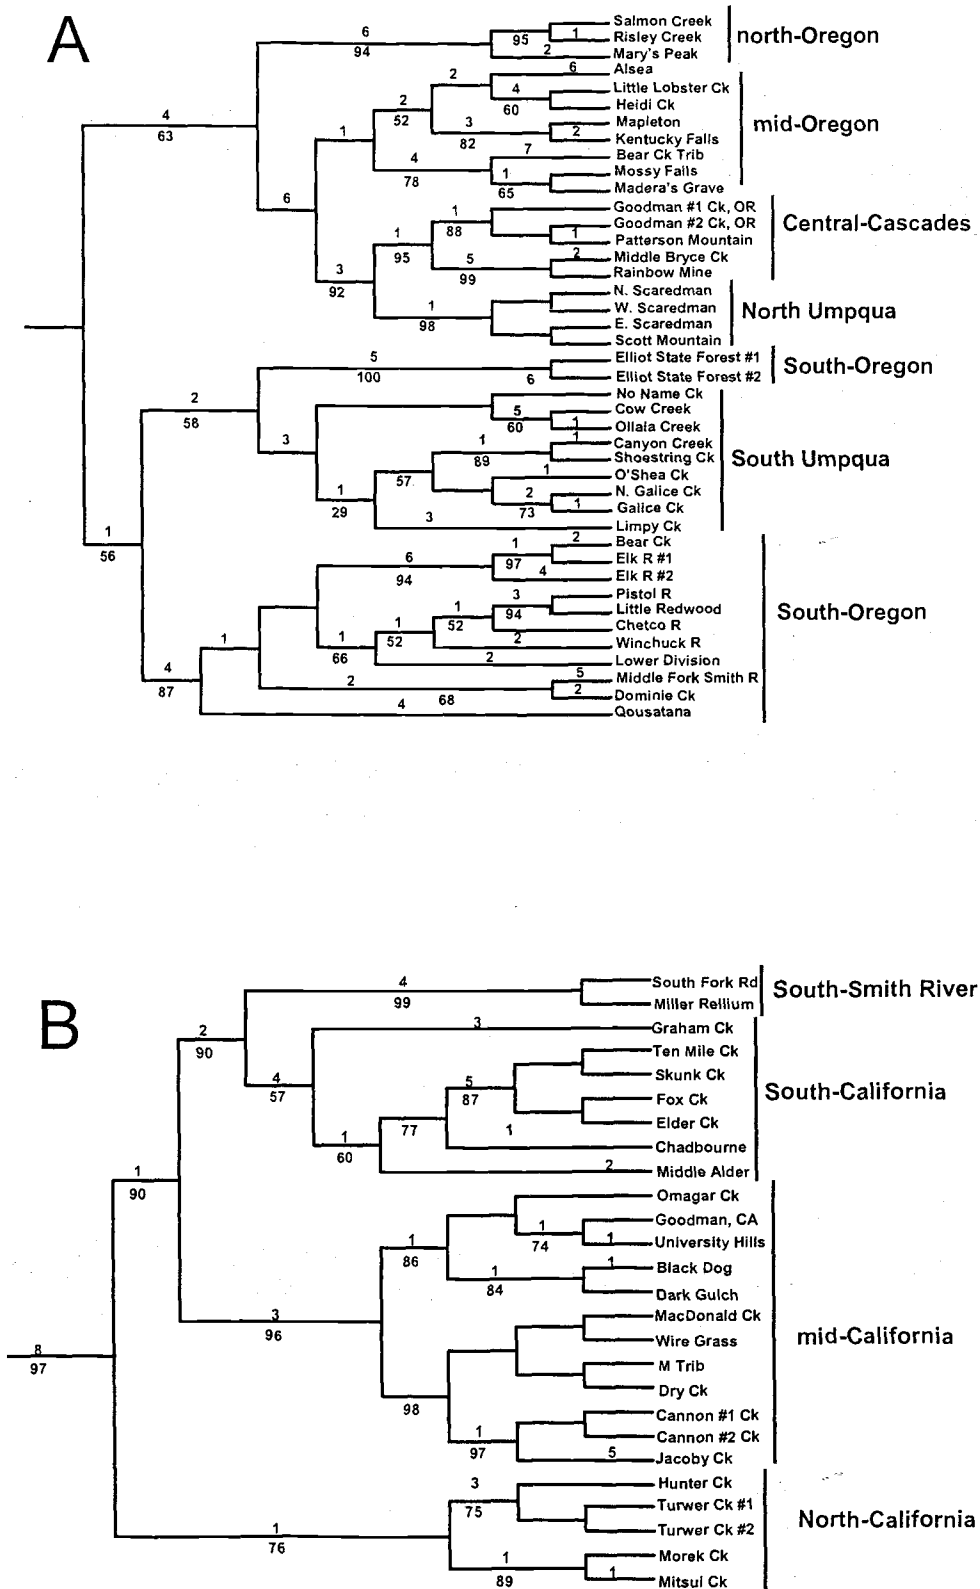 A
6
94
95
1
2
Salmon Creek
Risley Creek
Mary's Peak
north-Oregon
4
63
6
1
2
52
2
6
4
60
3
82
2
4
78
7
1
65
Alsea
Little Lobster Ck
Heidi Ck
Mapleton
Kentucky Falls
Bear Ck Trib
Mossy Falls
Madera's Grave
mid-Oregon
3
92
1
95
1
88
1
5
99
2
Goodman #1 Ck, OR
Goodman #2 Ck, OR
Patterson Mountain
Middle Bryce Ck
Rainbow Mine
Central-Cascades
1
98
N. Scaredman
W. Scaredman
E. Scaredman
Scott Mountain
North Umpqua
5
100
6
Elliot State Forest #1
Elliot State Forest #2
South-Oregon
2
58
3
5
60
1
1
1
89
57
1
2
73
1
1
29
3
No Name Ck
Cow Creek
Ollala Creek
Canyon Creek
Shoestring Ck
O'Shea Ck
N. Galice Ck
Galice Ck
Limpy Ck
South Umpqua
1
56
6
94
1
97
2
4
3
94
1
52
1
52
2
1
66
2
1
4
87
2
68
5
2
4
Bear Ck
Elk R #1
Elk R #2
Pistol R
Little Redwood
Chetco R
Winchuck R
Lower Division
Middle Fork Smith R
Dominie Ck
Qousatana
South-Oregon
B
4
99
South Fork Rd
Miller Rellium
South-Smith River
2
90
3
4
57
5
87
77
1
1
60
2
Graham Ck
Ten Mile Ck
Skunk Ck
Fox Ck
Elder Ck
Chadbourne
Middle Alder
South-California
1
90
1
74
1
1
86
1
84
1
3
96
98
1
97
5
Omagar Ck
Goodman, CA
University Hills
Black Dog
Dark Gulch
MacDonald Ck
Wire Grass
M Trib
Dry Ck
Cannon #1 Ck
Cannon #2 Ck
Jacoby Ck
mid-California
8
97
3
75
1
76
1
89
1
Hunter Ck
Turwer Ck #1
Turwer Ck #2
Morek Ck
Mitsui Ck
North-California